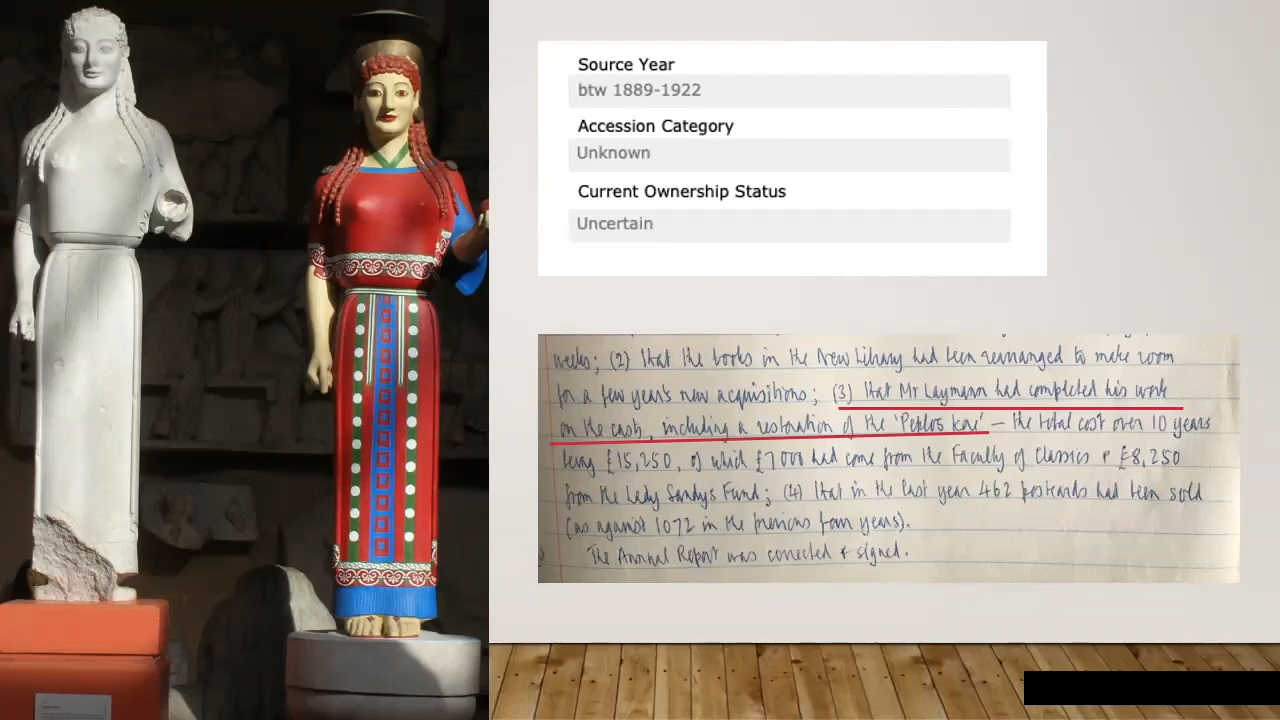 Source Year
btw 1889-1922
Accession Category
Unknown
Current Ownership Status
Uncertain
weeks; (2) that the books in the New Library had been rearranged to make room
for a few year's new acquisitions; (3) that Mr Laymann had completed his work
on the casts, including a restoration of the 'Peplos kore' — the total cost over 10 years
being £15,250, of which £7000 had come from the Faculty of Classics & £8,250
from the Lady Sandys Fund; (4) that in the last year 462 postcards had been sold
(as against 1072 in the previous four years).
The Annual Report was corrected & signed.